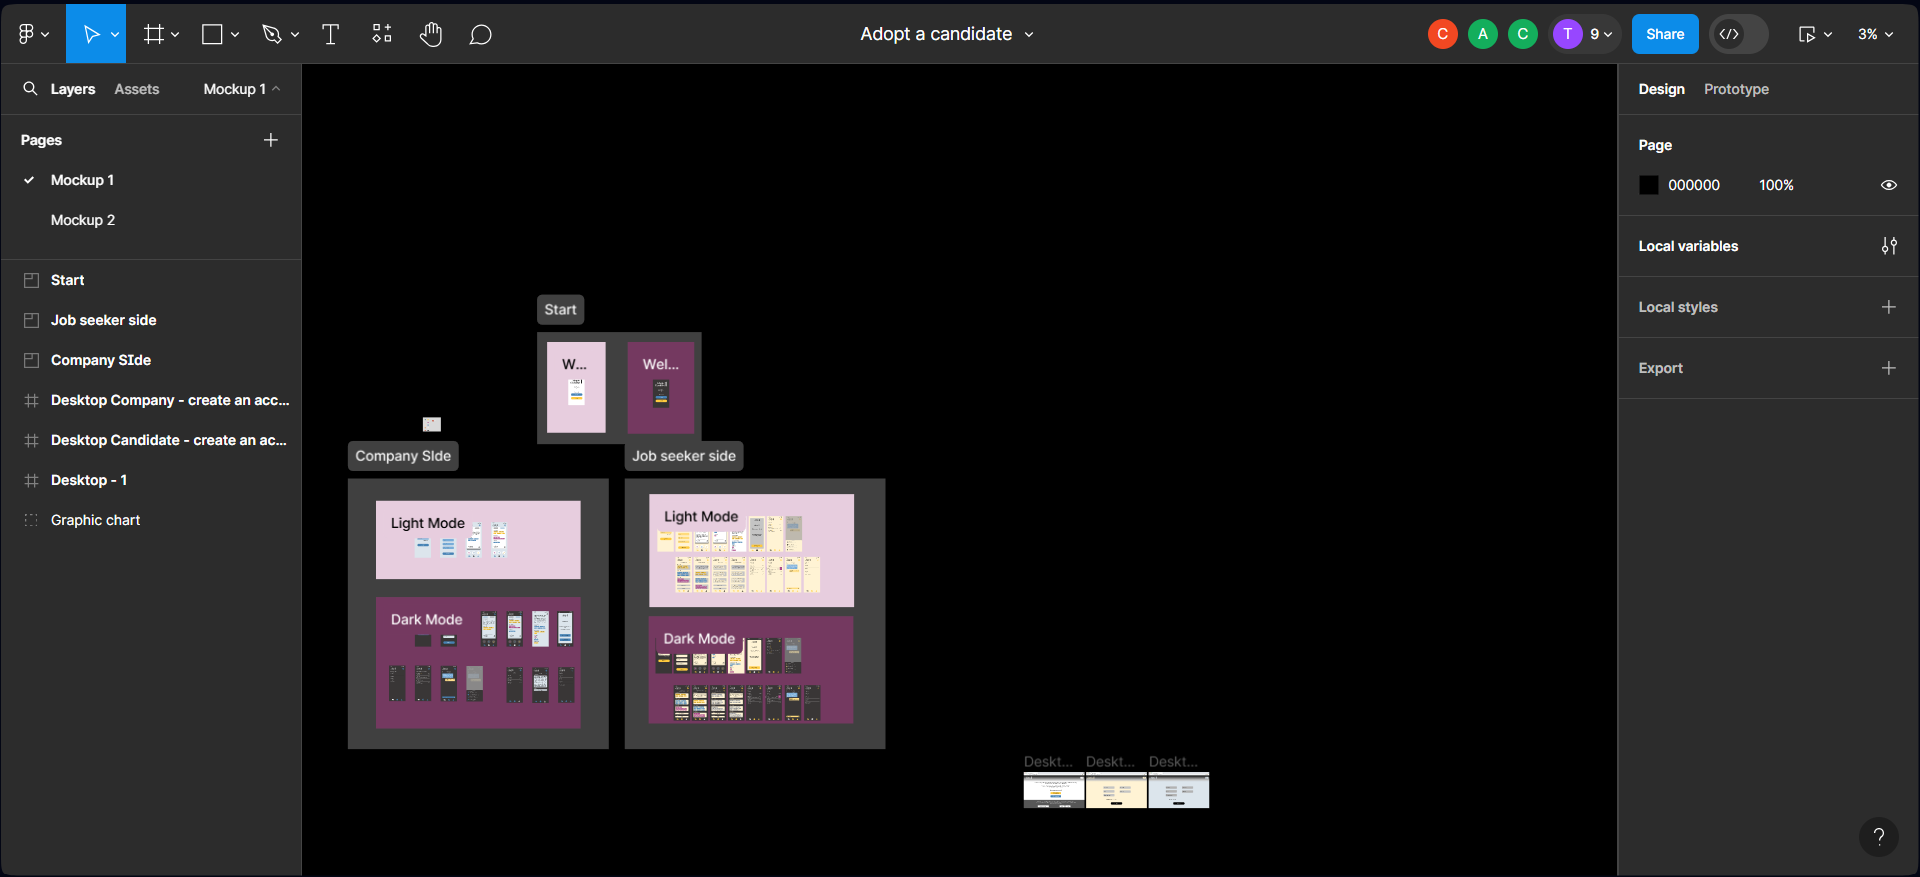 Adopt a candidate
C
A
C
T
9
Share
3%
Layers
Assets
Mockup 1
Design
Prototype
Pages
Page
Mockup 1
000000
100%
Mockup 2
Local variables
Start
Job seeker side
Company SIde
Desktop Company - create an acc...
Desktop Candidate - create an ac...
Desktop - 1
Graphic chart
Local styles
Export
Start
W...
Wel...
Company SIde
Job seeker side
Light Mode
Light Mode
Dark Mode
Dark Mode
Deskt...
Deskt...
Deskt...
?